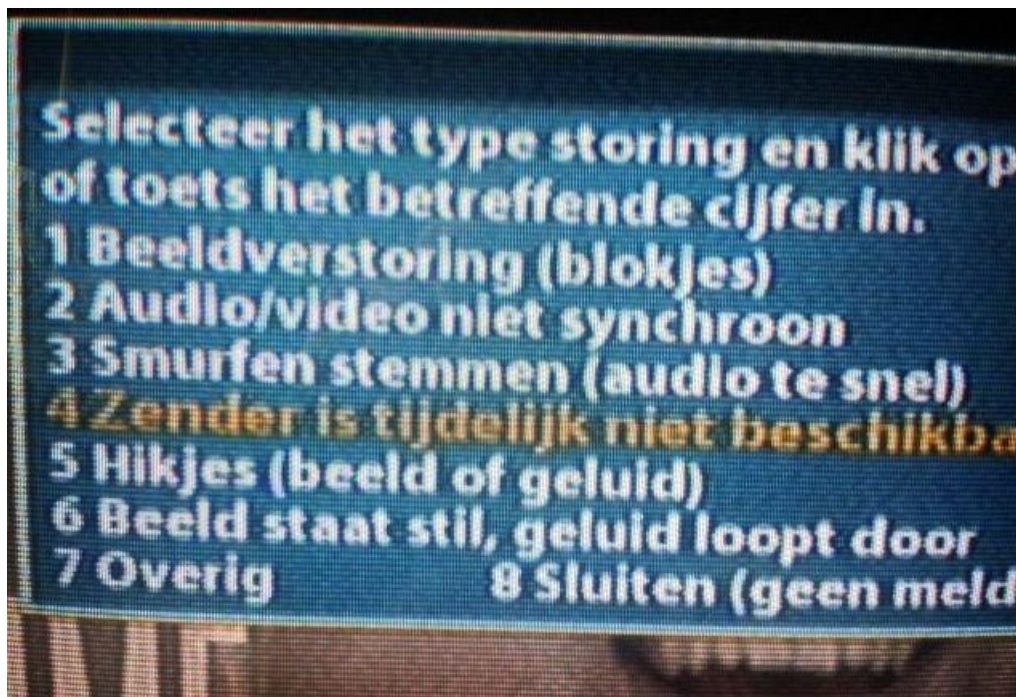 Selecteer het type storing en klik op
of toets het betreffende cijfer in.
1 Beeldverstoring (blokjes)
2 Audio/video niet synchroon
3 Smurfen stemmen (audio te snel)
4 Zender is tijdelijk niet beschikba
5 Hikjes (beeld of geluid)
6 Beeld staat stil, geluid loopt door
7 Overig 8 Sluiten (geen meld